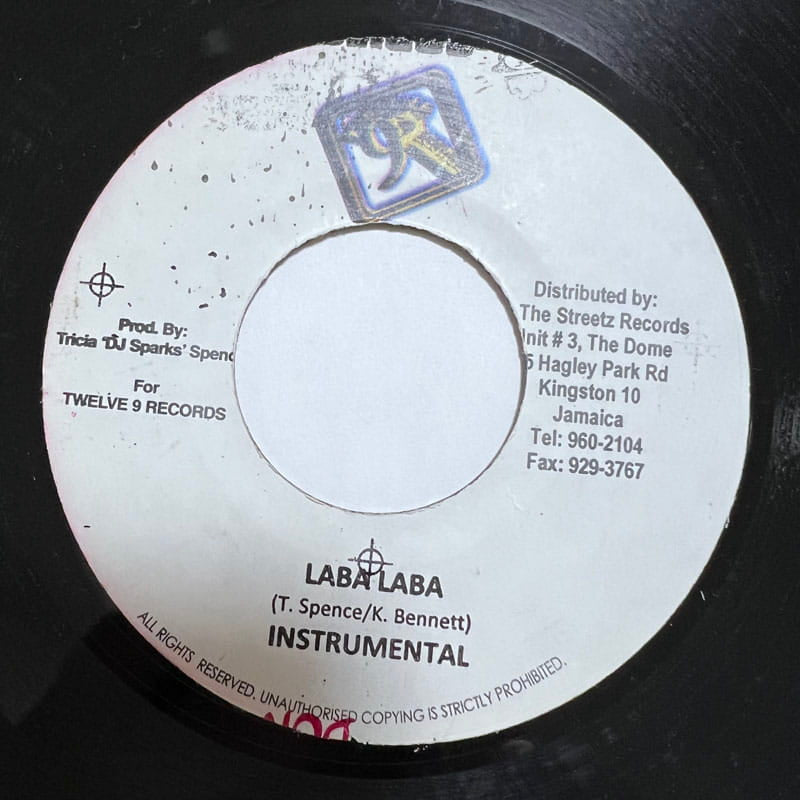 9R
Prod. By:
Tricia 'DJ Sparks' Spenc
For
TWELVE 9 RECORDS
Distributed by:
The Streetz Records
Unit # 3, The Dome
5 Hagley Park Rd
Kingston 10
Jamaica
Tel: 960-2104
Fax: 929-3767
LABA LABA
(T. Spence/K. Bennett)
INSTRUMENTAL
ALL RIGHTS RESERVED. UNAUTHORISED COPYING IS STRICTLY PROHIBITED.